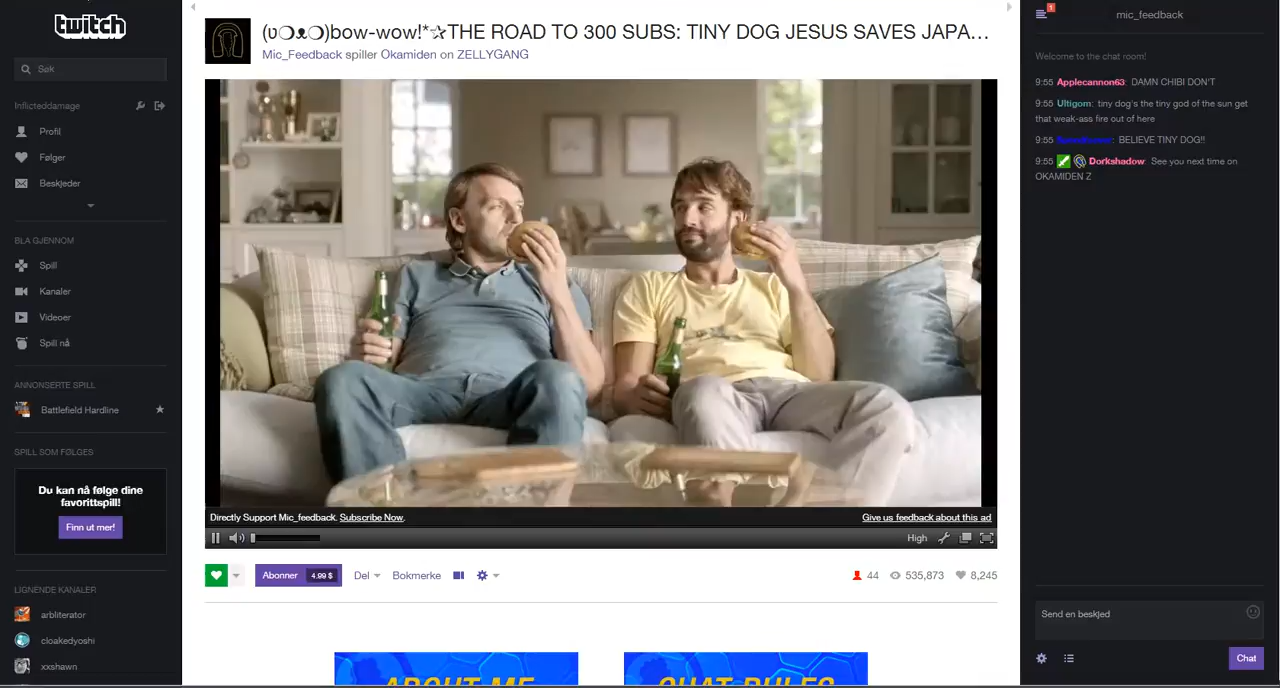 twitch
Søk
Inflicteddamage
Profil
Følger
Beskjeder
BLA GJENNOM
Spill
Kanaler
Videoer
Spill nå
ANNONSERTE SPILL
Battlefield Hardline
SPILL SOM FØLGES
Du kan nå følge dine
favorittspill!
Finn ut mer!
LIGNENDE KANALER
arbliterator
cloakedyoshi
xxshawn
(υ❍ᴥ❍)bow-wow!*✰THE ROAD TO 300 SUBS: TINY DOG JESUS SAVES JAPA...
Mic_Feedback spiller Okamiden on ZELLYGANG
Directly Support Mic_feedback. Subscribe Now.
Give us feedback about this ad
High
Abonner 4.99 $
Del
Bokmerke
44
535,873
8,245
ABOUT ME
CHAT RULES
1
mic_feedback
Welcome to the chat room!
9:55 Applecannon63: DAMN CHIBI DON'T
9:55 Ultigom: tiny dog's the tiny god of the sun get
that weak-ass fire out of here
9:55 : BELIEVE TINY DOG!!
9:55 Dorkshadow: See you next time on
OKAMIDEN Z
Send en beskjed
Chat